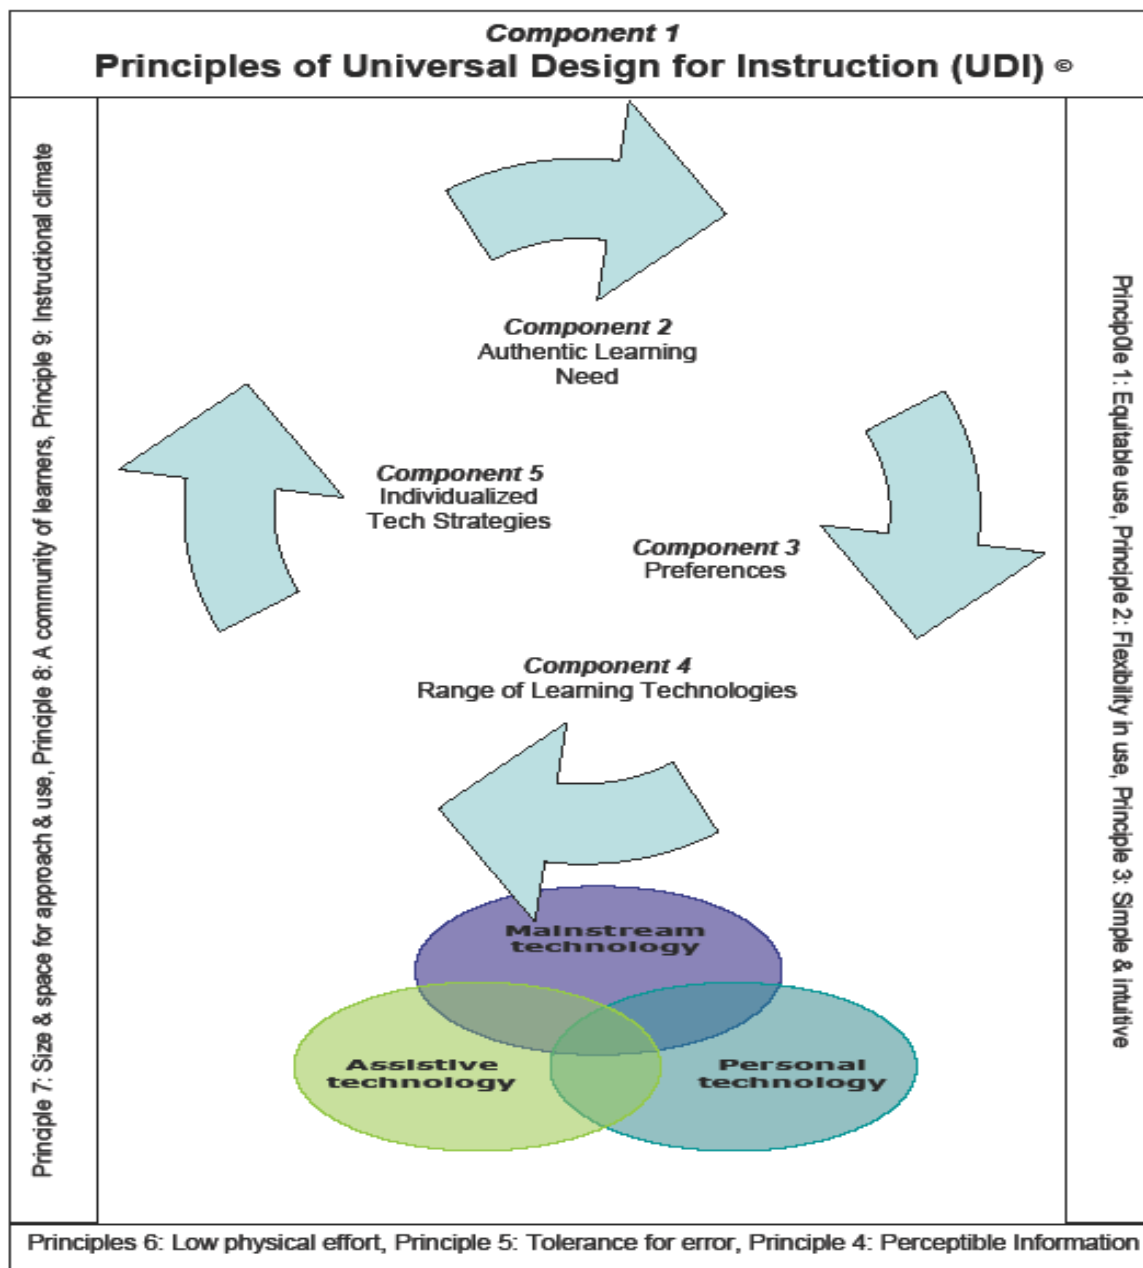 Component 1
Principles of Universal Design for Instruction (UDI) ©
Princip0le 1: Equitable use, Principle 2: Flexibility in use, Principle 3: Simple & intuitive
Component 2
Authentic Learning
Need
Component 5
Individualized
Tech Strategies
Component 3
Preferences
Component 4
Range of Learning Technologies
Mainstream
technology
Assistive
technology
Personal
technology
Principles 6: Low physical effort, Principle 5: Tolerance for error, Principle 4: Perceptible Information
Principle 7: Size & space for approach & use, Principle 8: A community of learners, Principle 9: Instructional climate